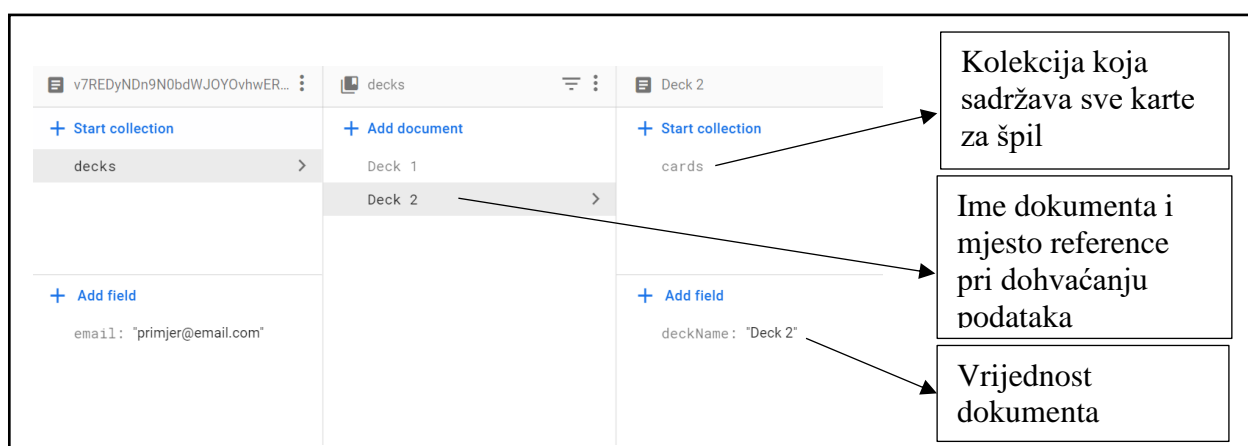 v7REDyNDn9N0bdWJOYOvhwER...
+ Start collection
decks
+ Add field
email: "primjer@email.com"
decks
+ Add document
Deck 1
Deck 2
Deck 2
+ Start collection
cards
+ Add field
deckName: "Deck 2"
Kolekcija koja
sadržava sve karte
za špil
Ime dokumenta i
mjesto reference
pri dohvaćanju
podataka
Vrijednost
dokumenta